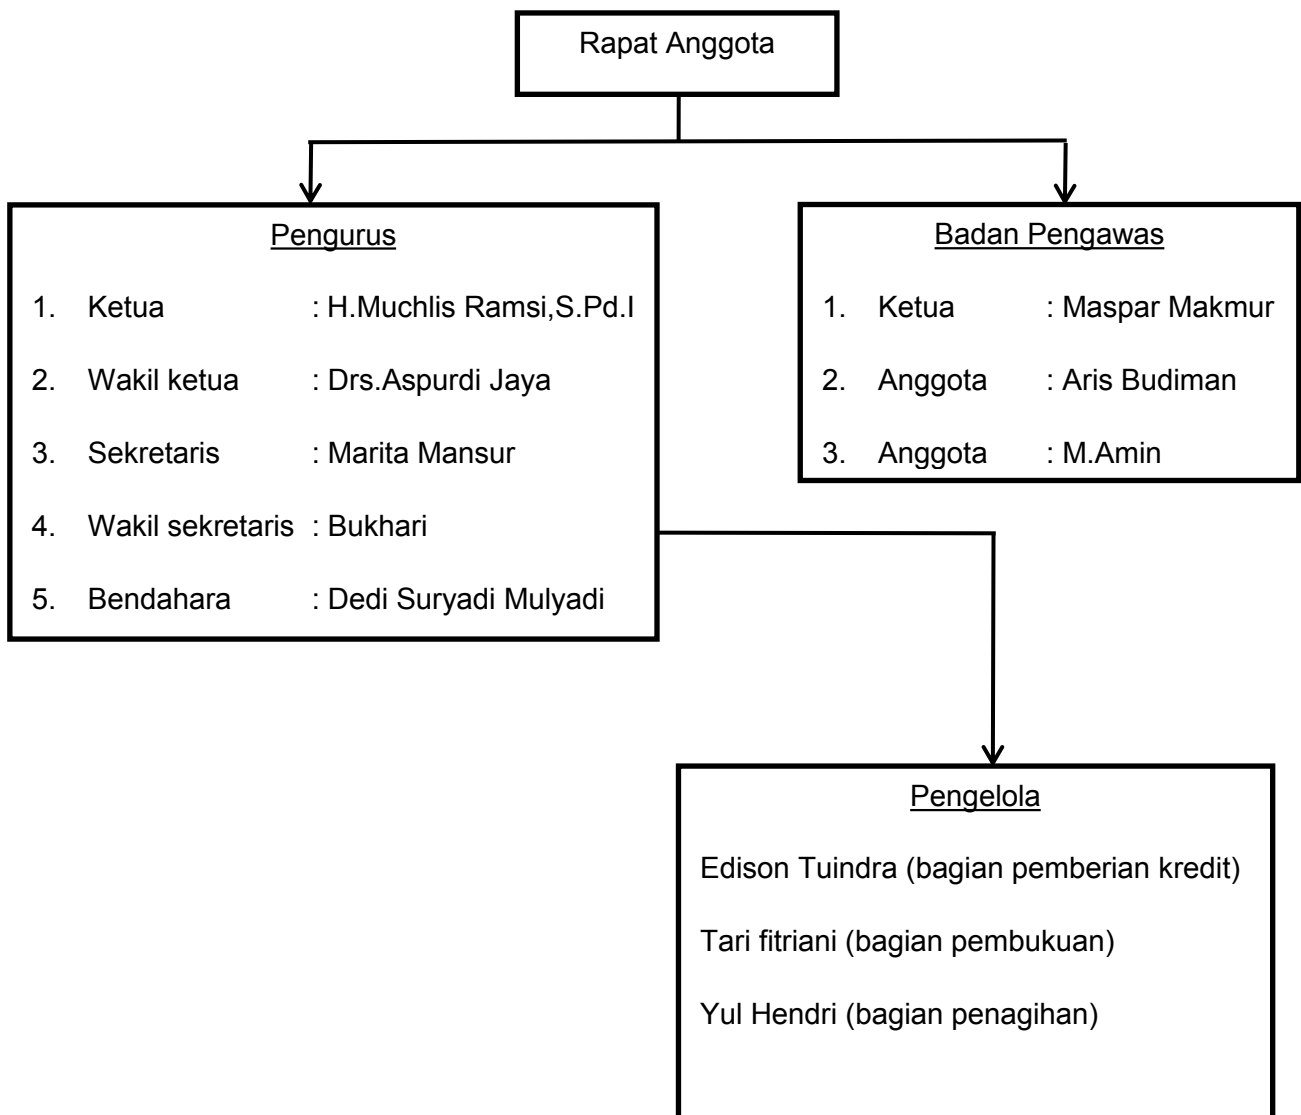 Rapat Anggota
Pengurus
1. Ketua : H.Muchlis Ramsi,S.Pd.I
2. Wakil ketua : Drs.Aspurdi Jaya
3. Sekretaris : Marita Mansur
4. Wakil sekretaris : Bukhari
5. Bendahara : Dedi Suryadi Mulyadi
Badan Pengawas
1. Ketua : Maspar Makmur
2. Anggota : Aris Budiman
3. Anggota : M.Amin
Pengelola
Edison Tuindra (bagian pemberian kredit)
Tari fitriani (bagian pembukuan)
Yul Hendri (bagian penagihan)